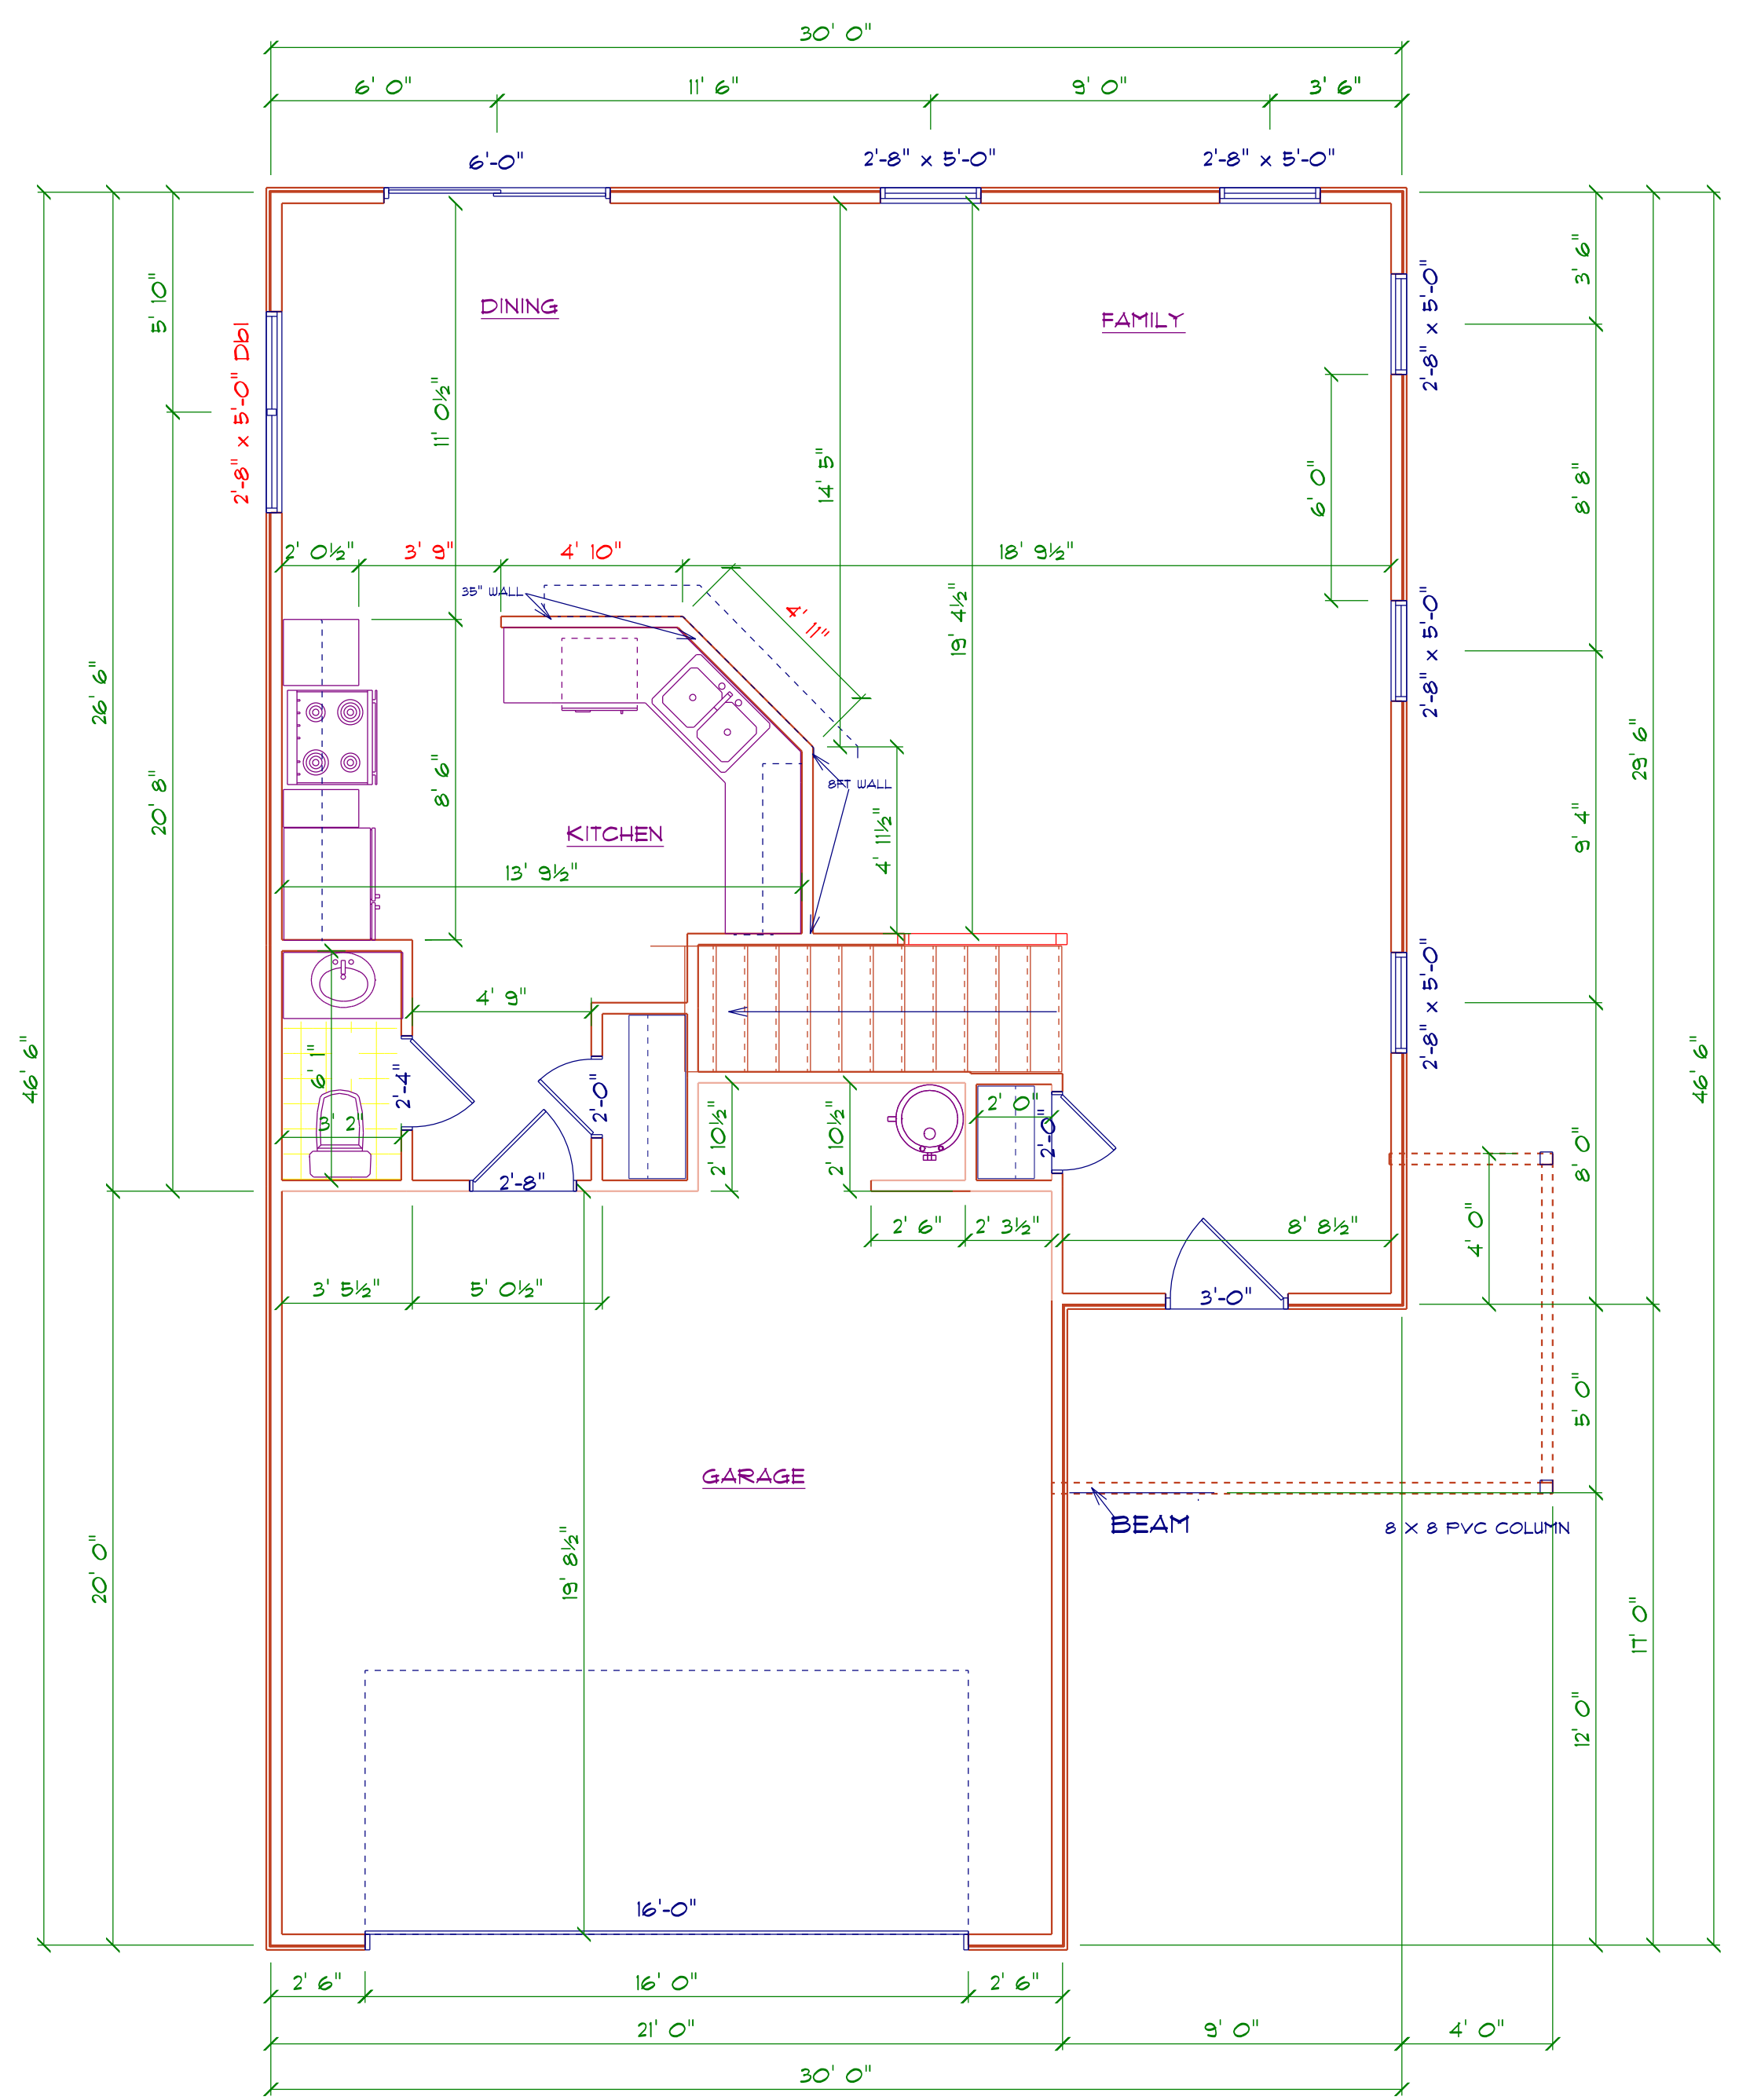 30' 0"
6' 0" 11' 6" 9' 0" 3' 6"
6'-0" 2'-8" x 5'-0" 2'-8" x 5'-0"
3' 6"
5' 10"
2'-8" x 5'-0"
DINING
FAMILY
2'-8" x 5'-0" Dbl
11' 0½"
14' 5"
6' 0"
8' 8"
2' 0½" 3' 9" 4' 10" 18' 9½"
35" WALL
4' 11"
19' 4½"
2'-8" x 5'-0"
26' 6"
29' 6"
20' 8"
8' 6"
8FT WALL
KITCHEN
4' 11½"
9' 4"
13' 9½"
4' 9"
2'-8" x 5'-0"
46' 6"
46' 6"
6' 1"
2'-4"
2'-0"
3' 2"
2' 10½"
2' 10½"
2' 0"
2'-0"
8' 0"
2'-8"
4' 0"
2' 6" 2' 3½" 8' 8½"
3' 5½" 5' 0½"
3'-0"
5' 0"
GARAGE
BEAM
8 X 8 PVC COLUMN
20' 0"
19' 8½"
17' 0"
12' 0"
16'-0"
2' 6" 16' 0" 2' 6"
21' 0" 9' 0" 4' 0"
30' 0"